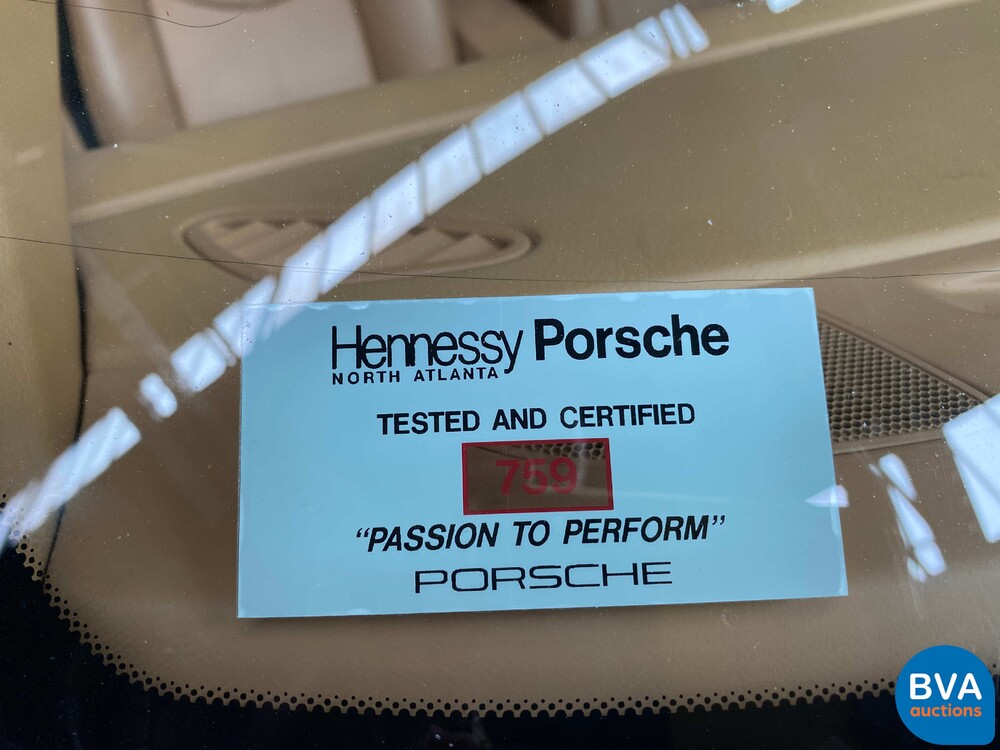 Hennessy Porsche
NORTH ATLANTA
TESTED AND CERTIFIED
759
“PASSION TO PERFORM”
PORSCHE
BVA
auctions